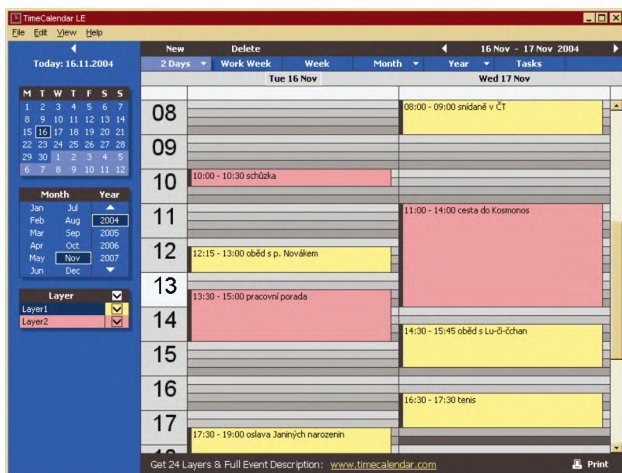 TimeCalendar LE
File Edit View Help
Today: 16.11.2004
New Delete 16 Nov - 17 Nov 2004
2 Days Work Week Week Month Year Tasks
Tue 16 Nov Wed 17 Nov
M T W T F S S
1 2 3 4 5 6 7
8 9 10 11 12 13 14
15 16 17 18 19 20 21
22 23 24 25 26 27 28
29 30 1 2 3 4 5
6 7 8 9 10 11 12
Month Year
Jan Jul
Feb Aug 2004
Mar Sep 2005
Apr Oct 2006
May Nov 2007
Jun Dec
Layer
Layer1
Layer2
08
09
10
11
12
13
14
15
16
17
10:00 - 10:30 schůzka
12:15 - 13:00 oběd s p. Novákem
13:30 - 15:00 pracovní porada
17:30 - 19:00 oslava Janiných narozenin
08:00 - 09:00 snídaně v ČT
11:00 - 14:00 cesta do Kosmonos
14:30 - 15:45 oběd s Lu-či-čchan
16:30 - 17:30 tenis
Get 24 Layers & Full Event Description: www.timecalendar.com Print